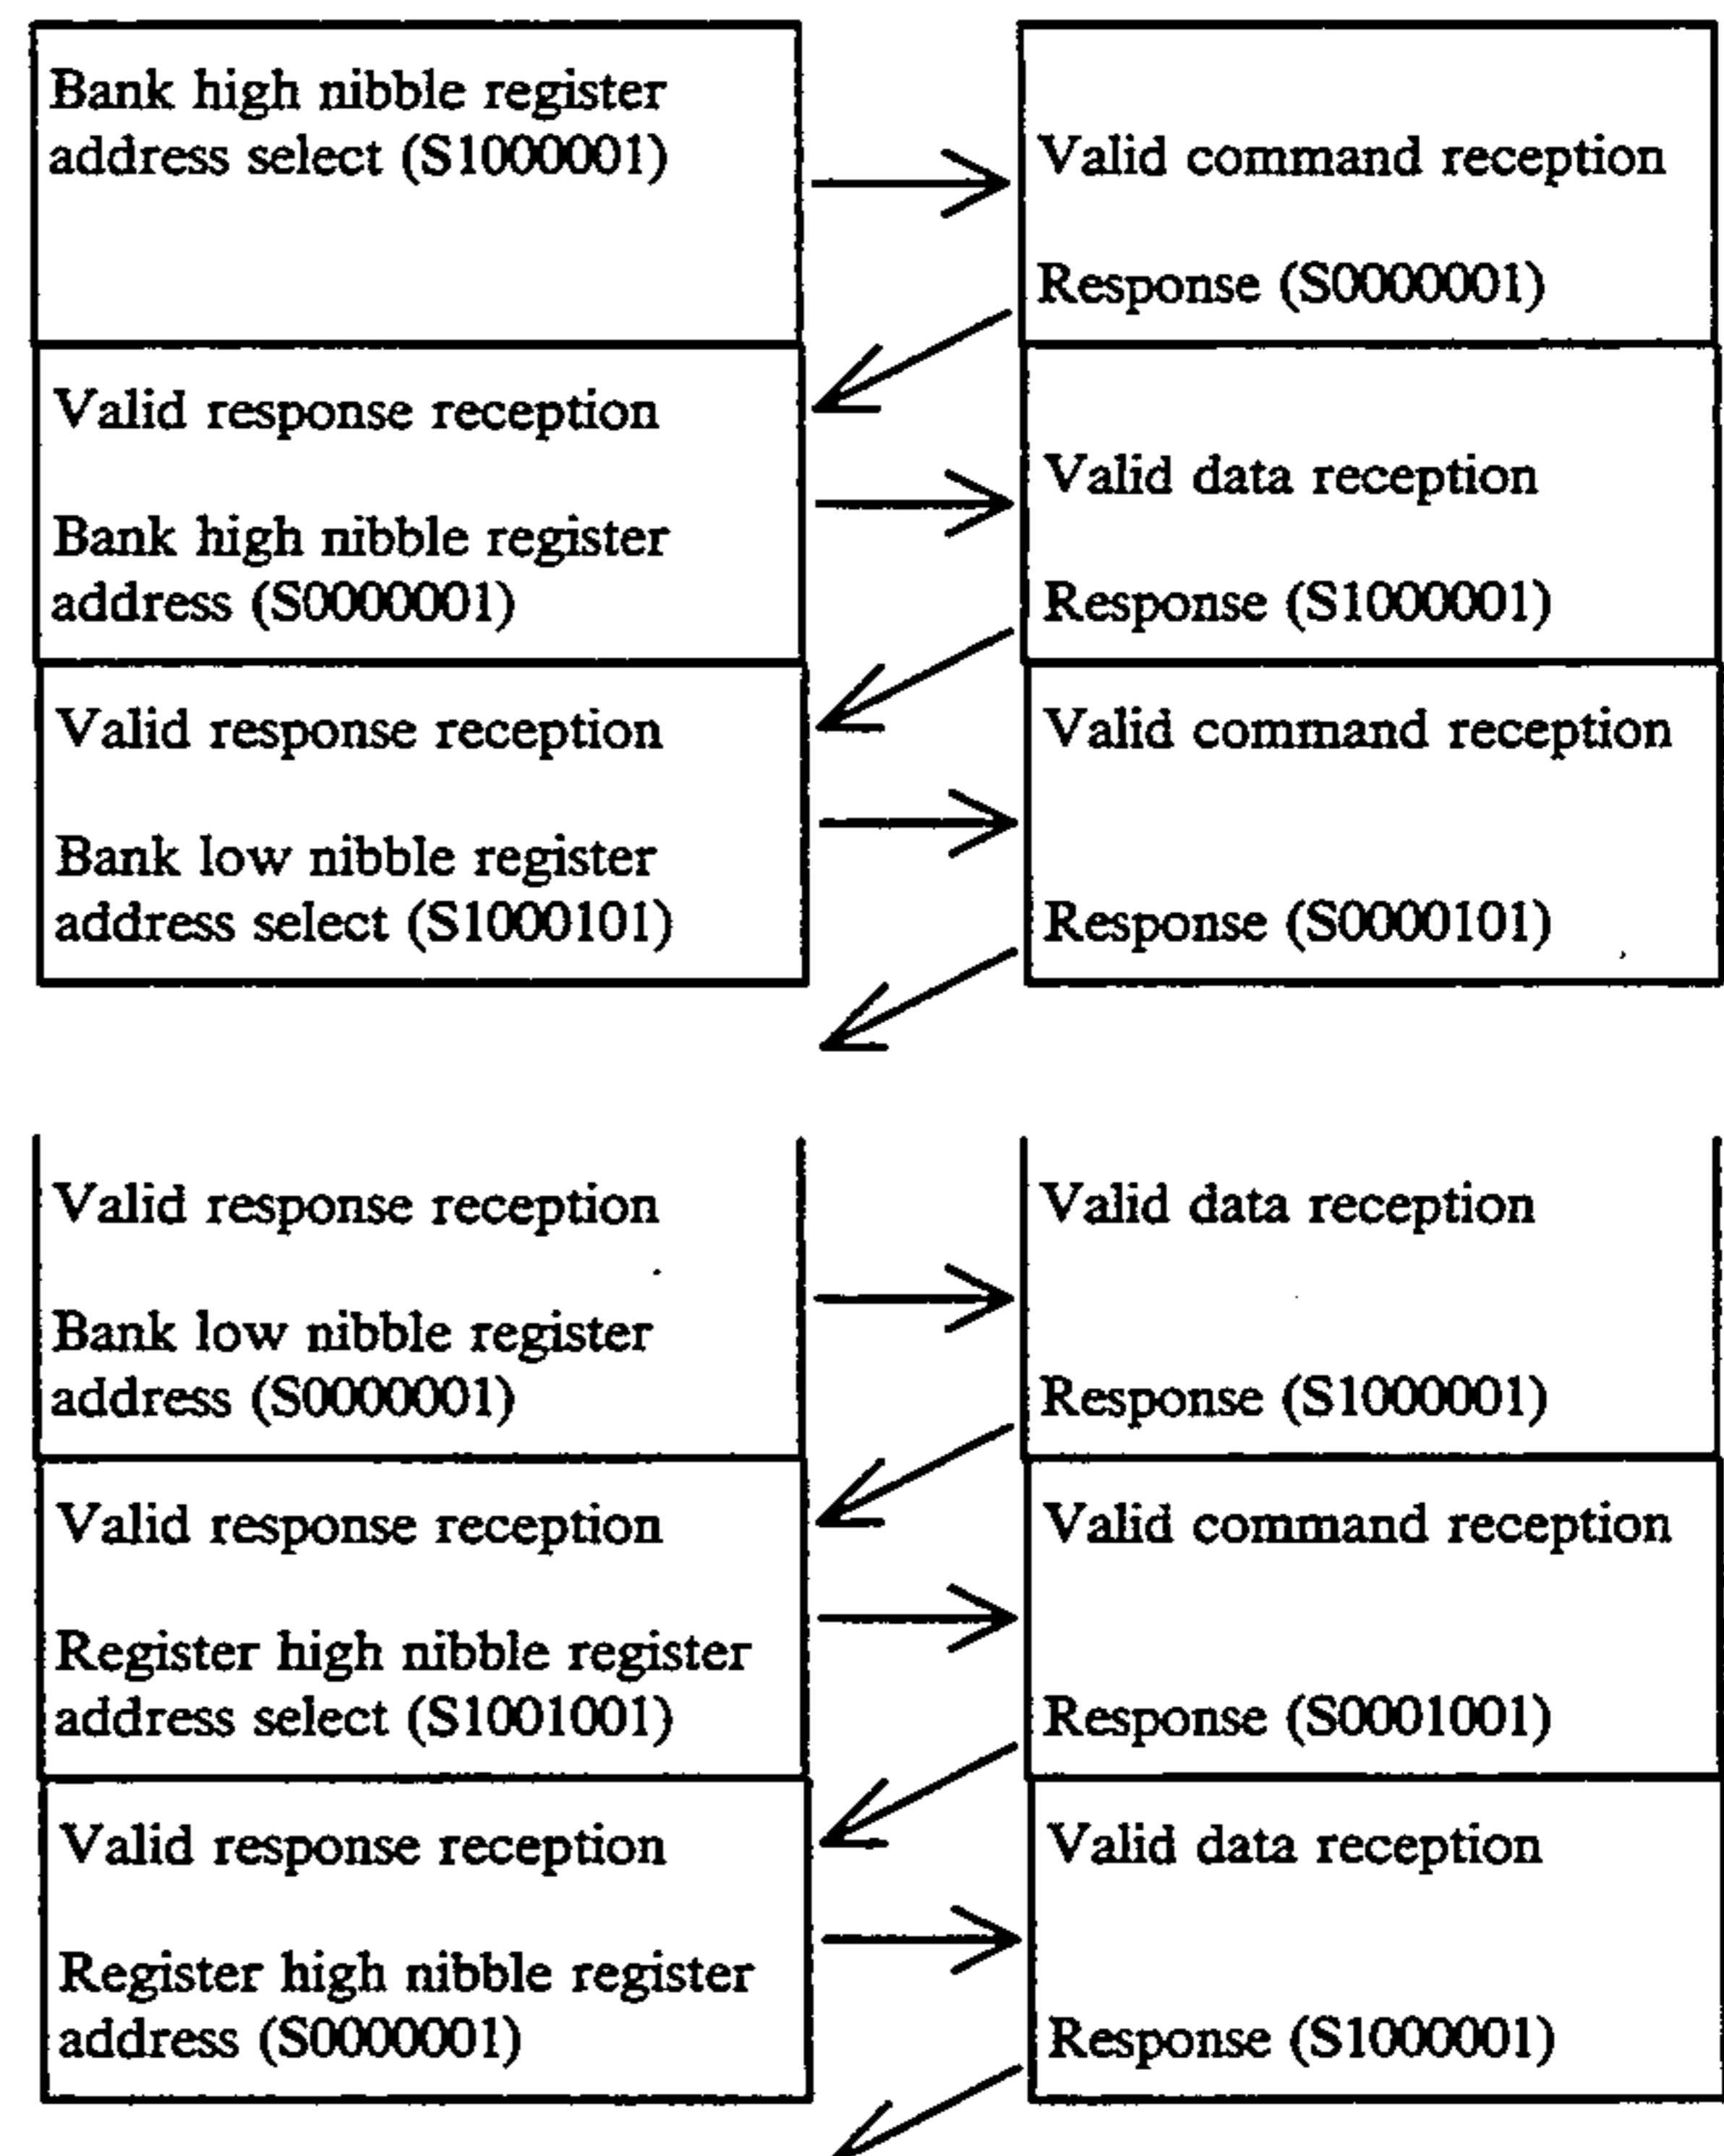 Bank high nibble register
address select (S1000001)
Valid command reception
Response (S0000001)
Valid response reception
Bank high nibble register
address (S0000001)
Valid data reception
Response (S1000001)
Valid response reception
Bank low nibble register
address select (S1000101)
Valid command reception
Response (S0000101)
Valid response reception
Bank low nibble register
address (S0000001)
Valid data reception
Response (S1000001)
Valid response reception
Register high nibble register
address select (S1001001)
Valid command reception
Response (S0001001)
Valid response reception
Register high nibble register
address (S0000001)
Valid data reception
Response (S1000001)